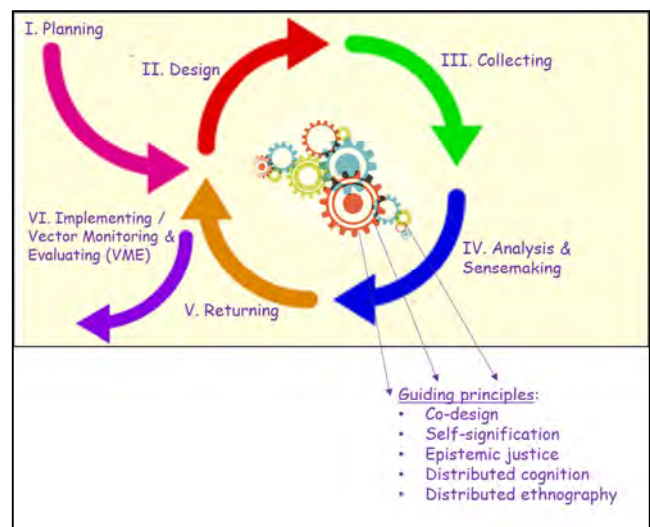 I. Planning
II. Design
III. Collecting
VI. Implementing /
Vector Monitoring &
Evaluating (VME)
IV. Analysis &
Sensemaking
V. Returning
Guiding principles:
• Co-design
• Self-signification
• Epistemic justice
• Distributed cognition
• Distributed ethnography